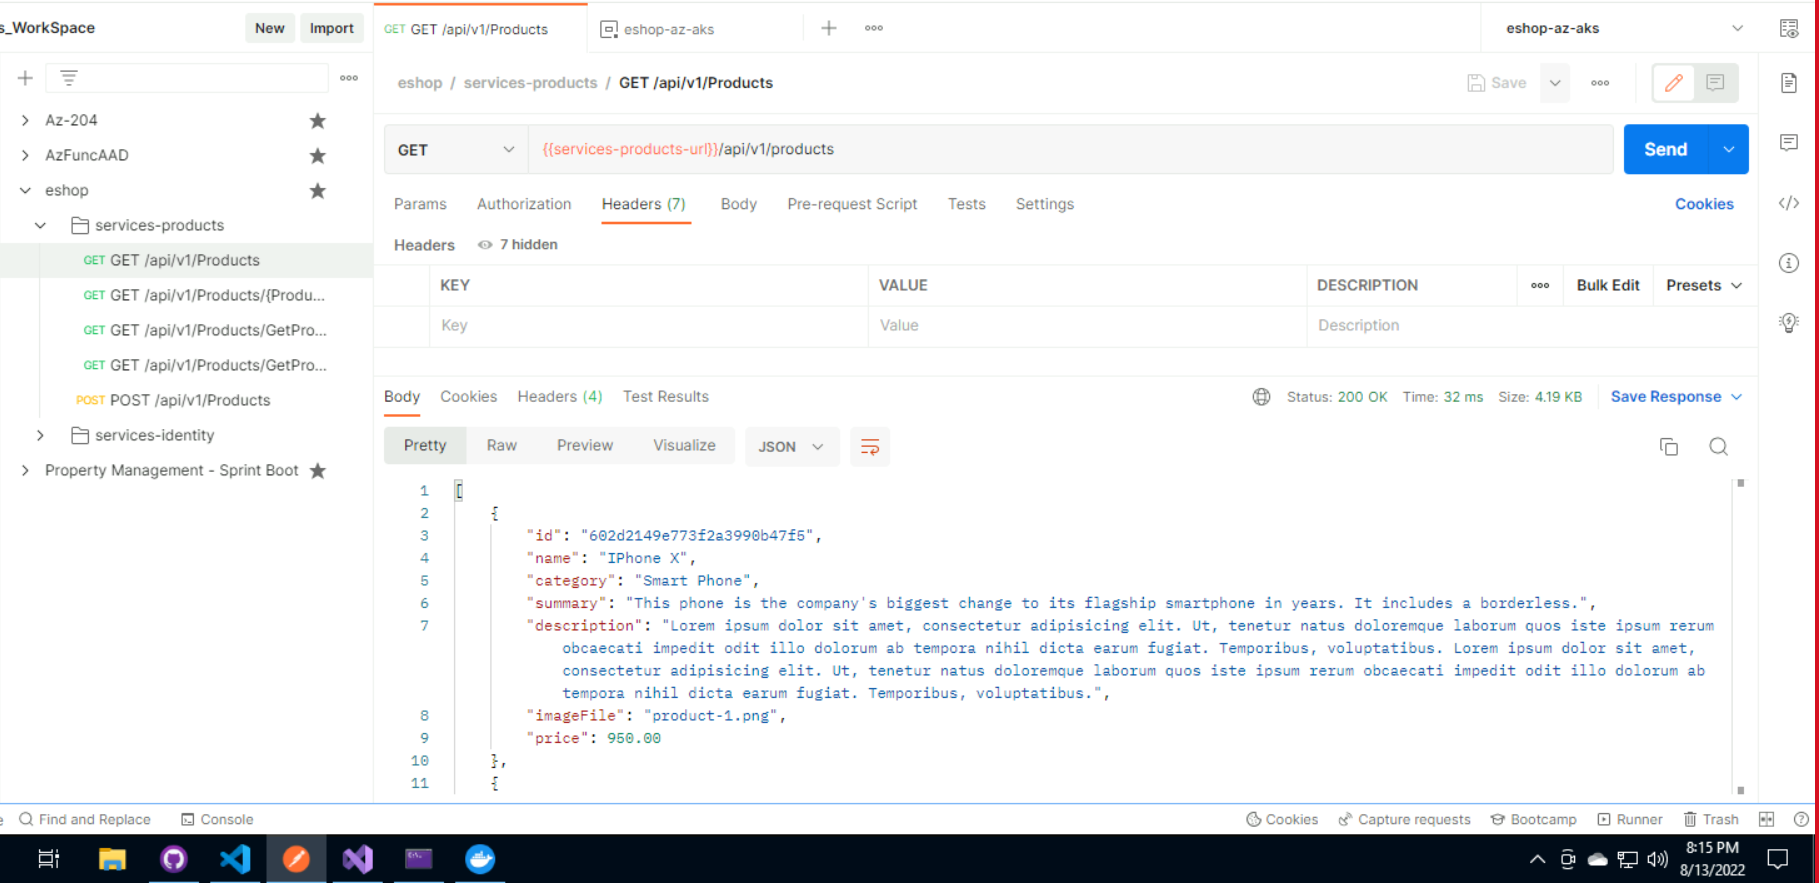 s_WorkSpace
New
Import
GET GET /api/v1/Products
eshop-az-aks
eshop-az-aks
eshop / services-products / GET /api/v1/Products
Save
Az-204
AzFuncAAD
eshop
services-products
GET GET /api/v1/Products
GET GET /api/v1/Products/{Produ...
GET GET /api/v1/Products/GetPro...
GET GET /api/v1/Products/GetPro...
POST POST /api/v1/Products
services-identity
Property Management - Sprint Boot
GET
{{services-products-url}}/api/v1/products
Send
Params Authorization Headers (7) Body Pre-request Script Tests Settings
Cookies
Headers 7 hidden
KEY VALUE DESCRIPTION Bulk Edit Presets
Key Value Description
Body Cookies Headers (4) Test Results
Status: 200 OK Time: 32 ms Size: 4.19 KB Save Response
Pretty Raw Preview Visualize JSON
1 [
2 {
3 "id": "602d2149e773f2a3990b47f5",
4 "name": "IPhone X",
5 "category": "Smart Phone",
6 "summary": "This phone is the company's biggest change to its flagship smartphone in years. It includes a borderless.",
7 "description": "Lorem ipsum dolor sit amet, consectetur adipisicing elit. Ut, tenetur natus doloremque laborum quos iste ipsum rerum
obcaecati impedit odit illo dolorum ab tempora nihil dicta earum fugiat. Temporibus, voluptatibus. Lorem ipsum dolor sit amet,
consectetur adipisicing elit. Ut, tenetur natus doloremque laborum quos iste ipsum rerum obcaecati impedit odit illo dolorum ab
tempora nihil dicta earum fugiat. Temporibus, voluptatibus.",
8 "imageFile": "product-1.png",
9 "price": 950.00
10 },
11 {
Find and Replace Console
Cookies Capture requests Bootcamp Runner Trash
8:15 PM
8/13/2022